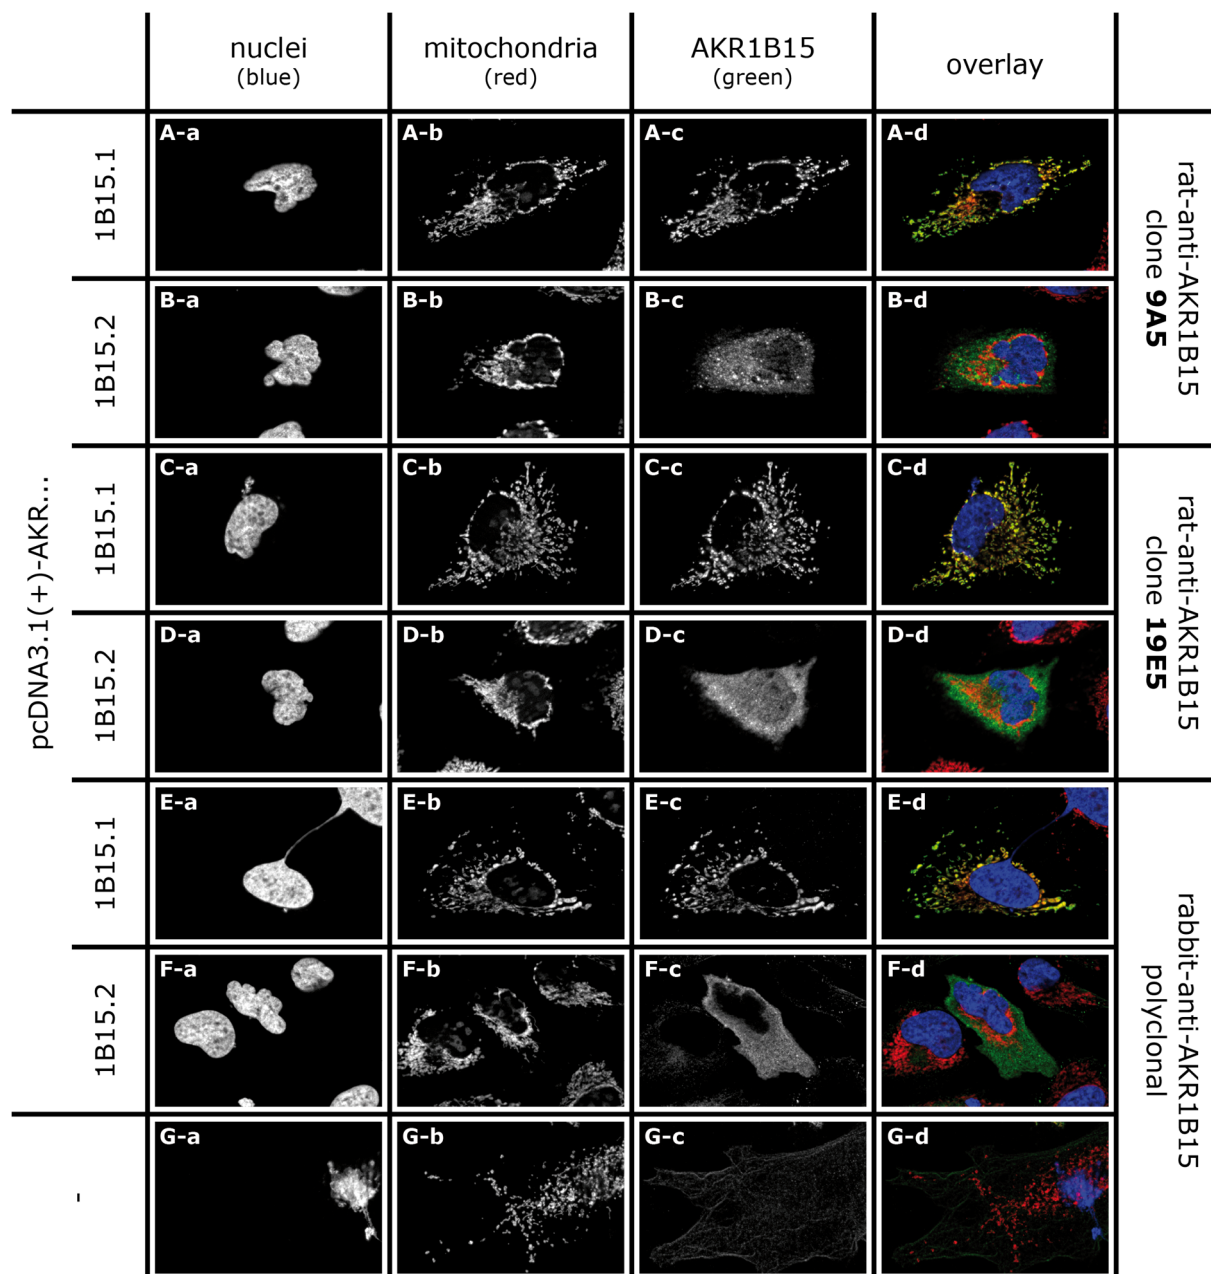 nuclei
(blue)
mitochondria
(red)
AKR1B15
(green)
overlay
pcDNA3.1(+)-AKR...
1B15.1
A-a
A-b
A-c
A-d
rat-anti-AKR1B15
clone 9A5
1B15.2
B-a
B-b
B-c
B-d
1B15.1
C-a
C-b
C-c
C-d
rat-anti-AKR1B15
clone 19E5
1B15.2
D-a
D-b
D-c
D-d
1B15.1
E-a
E-b
E-c
E-d
rabbit-anti-AKR1B15
polyclonal
1B15.2
F-a
F-b
F-c
F-d
-
G-a
G-b
G-c
G-d